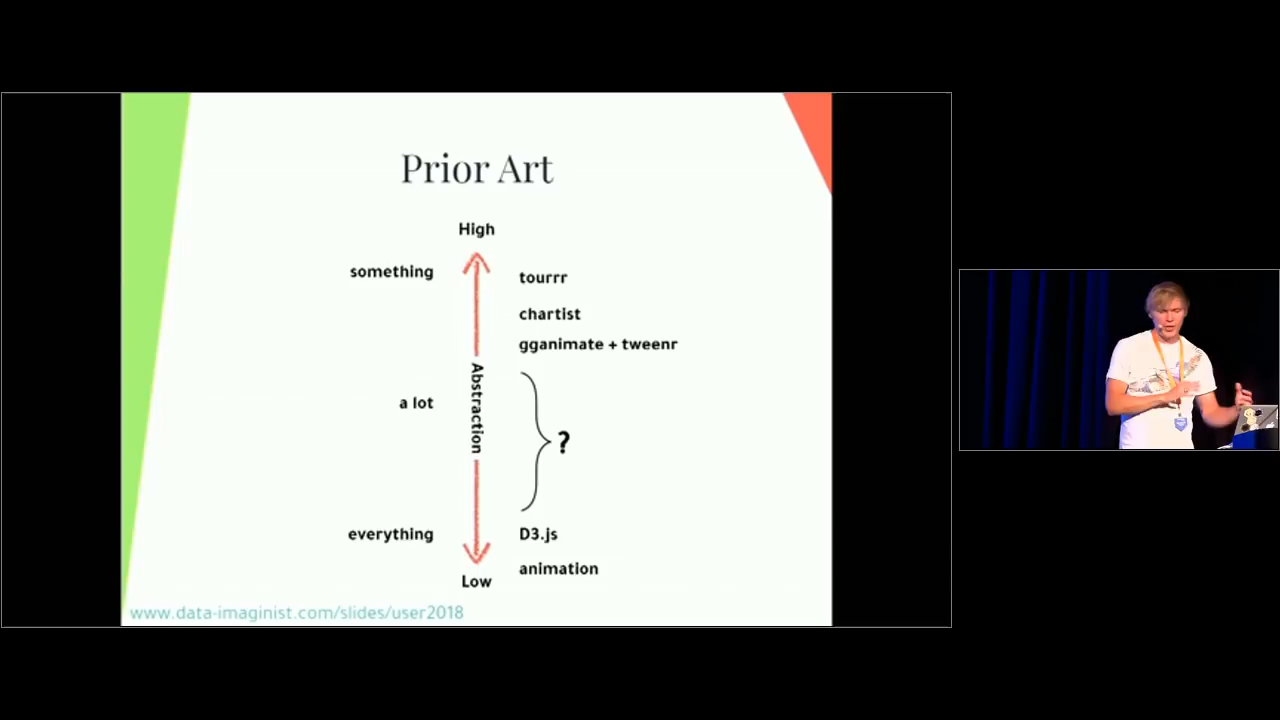 Prior Art
High
something
tourrr
chartist
gganimate + tweenr
Abstraction
a lot
?
everything
D3.js
animation
Low
www.data-imaginist.com/slides/user2018